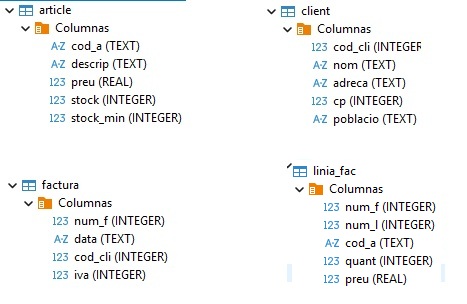 article
Columnas
A-Z cod_a (TEXT)
A-Z descrip (TEXT)
123 preu (REAL)
123 stock (INTEGER)
123 stock_min (INTEGER)
client
Columnas
123 cod_cli (INTEGER
A-Z nom (TEXT)
A-Z adreca (TEXT)
123 cp (INTEGER)
A-Z poblacio (TEXT)
factura
Columnas
123 num_f (INTEGER)
A-Z data (TEXT)
123 cod_cli (INTEGER)
123 iva (INTEGER)
linia_fac
Columnas
123 num_f (INTEGER)
123 num_l (INTEGER)
A-Z cod_a (TEXT)
123 quant (INTEGER)
123 preu (REAL)